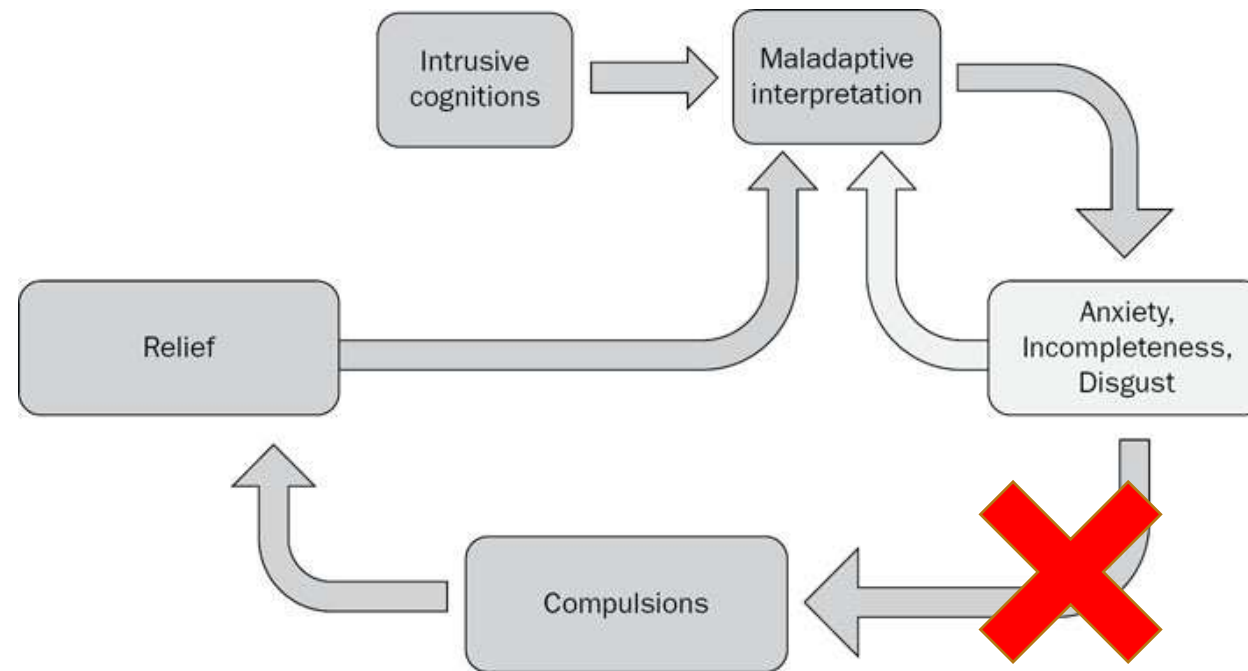 Intrusive
cognitions
Maladaptive
interpretation
Relief
Anxiety,
Incompleteness,
Disgust
Compulsions